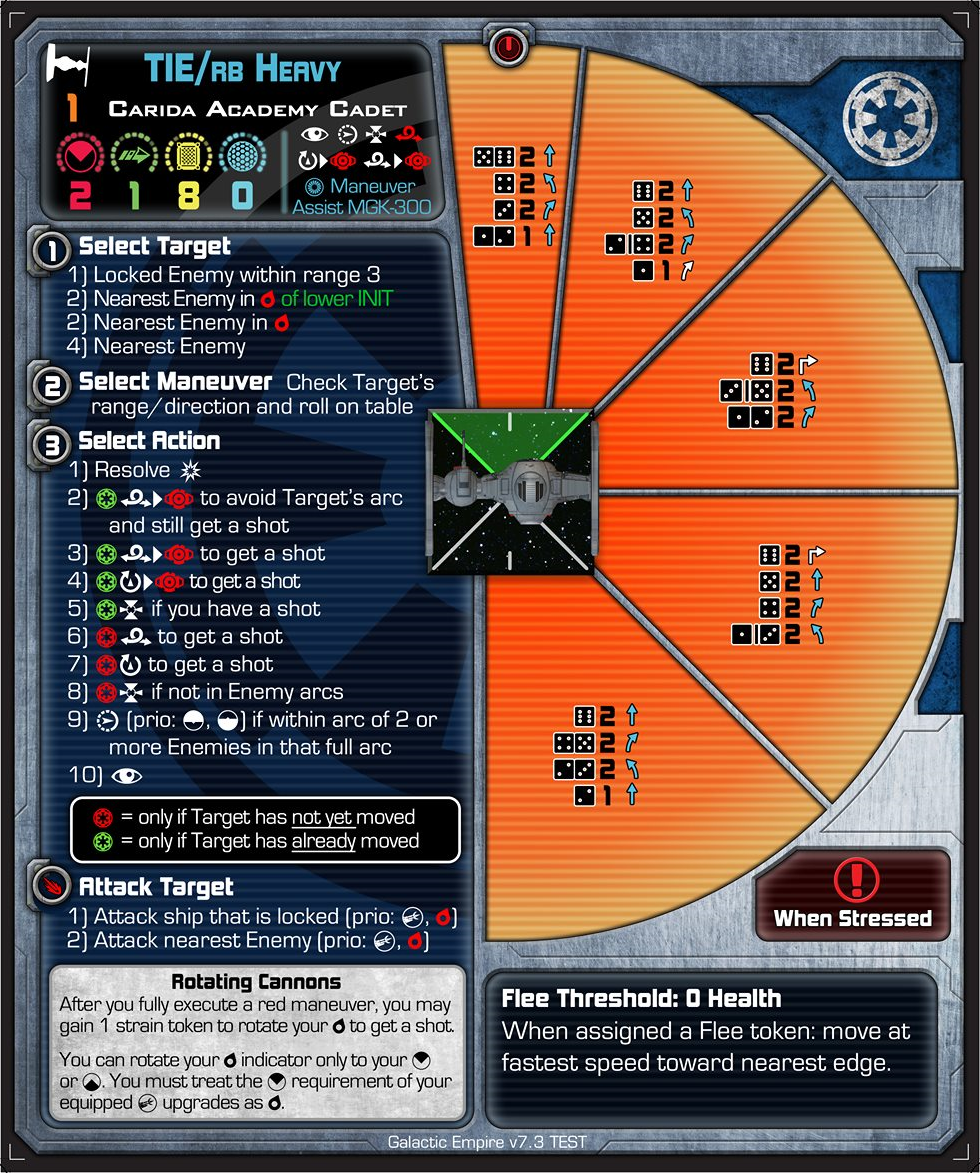 TIE/RB HEAVY
1 CARIDA ACADEMY CADET
2 1 8 0
Maneuver
Assist MGK-300
1 Select Target
1) Locked Enemy within range 3
2) Nearest Enemy in of lower INIT
2) Nearest Enemy in
4) Nearest Enemy
2 Select Maneuver Check Target's
range/direction and roll on table
3 Select Action
1) Resolve
2) to avoid Target's arc
and still get a shot
3) to get a shot
4) to get a shot
5) if you have a shot
6) to get a shot
7) to get a shot
8) if not in Enemy arcs
9) (prio: , ) if within arc of 2 or
more Enemies in that full arc
10)
= only if Target has not yet moved
= only if Target has already moved
Attack Target
1) Attack ship that is locked (prio: , )
2) Attack nearest Enemy (prio: , )
Rotating Cannons
After you fully execute a red maneuver, you may
gain 1 strain token to rotate your to get a shot.
You can rotate your indicator only to your
or . You must treat the requirement of your
equipped upgrades as .
2
2
2
1
2
2
2
1
2
2
2
2
2
2
2
2
2
2
1
!
When Stressed
Flee Threshold: 0 Health
When assigned a Flee token: move at
fastest speed toward nearest edge.
Galactic Empire v7.3 TEST